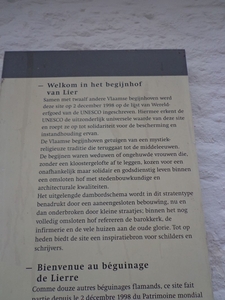 – Welkom in het begijnhof
van Lier
Samen met twaalf andere Vlaamse begijnhoven werd
deze site op 2 december 1998 op de lijst van Wereld-
erfgoed van de UNESCO ingeschreven. Hiermee erkent de
UNESCO de uitzonderlijk universele waarde van deze site
en roept ze op tot solidariteit voor de bescherming en
instandhouding ervan.
De Vlaamse begijnhoven getuigen van een mystiek-
religieuze traditie die teruggaat tot de middeleeuwen.
De begijnen waren weduwen of ongehuwde vrouwen die,
zonder een kloostergelofte af te leggen, kozen voor een
onafhankelijk maar solidair en godsdienstig leven binnen
een omsloten hof met stedenbouwkundige en
architecturale kwaliteiten.
Het uitgelengde dambordschema wordt in dit stratentype
benadrukt door een aaneengesloten bebouwing, nu en
dan onderbroken door kleine straatjes; binnen het nog
volledig omsloten hof refereren de barokkerk, de
infirmerie en de vele huizen aan de oude glorie. Tot op
heden biedt de site een inspiratiebron voor schilders en
schrijvers.
– Bienvenue au béguinage
de Lierre
Comme douze autres béguinages flamands, ce site fait
partie depuis le 2 décembre 1998 du Patrimoine mondial